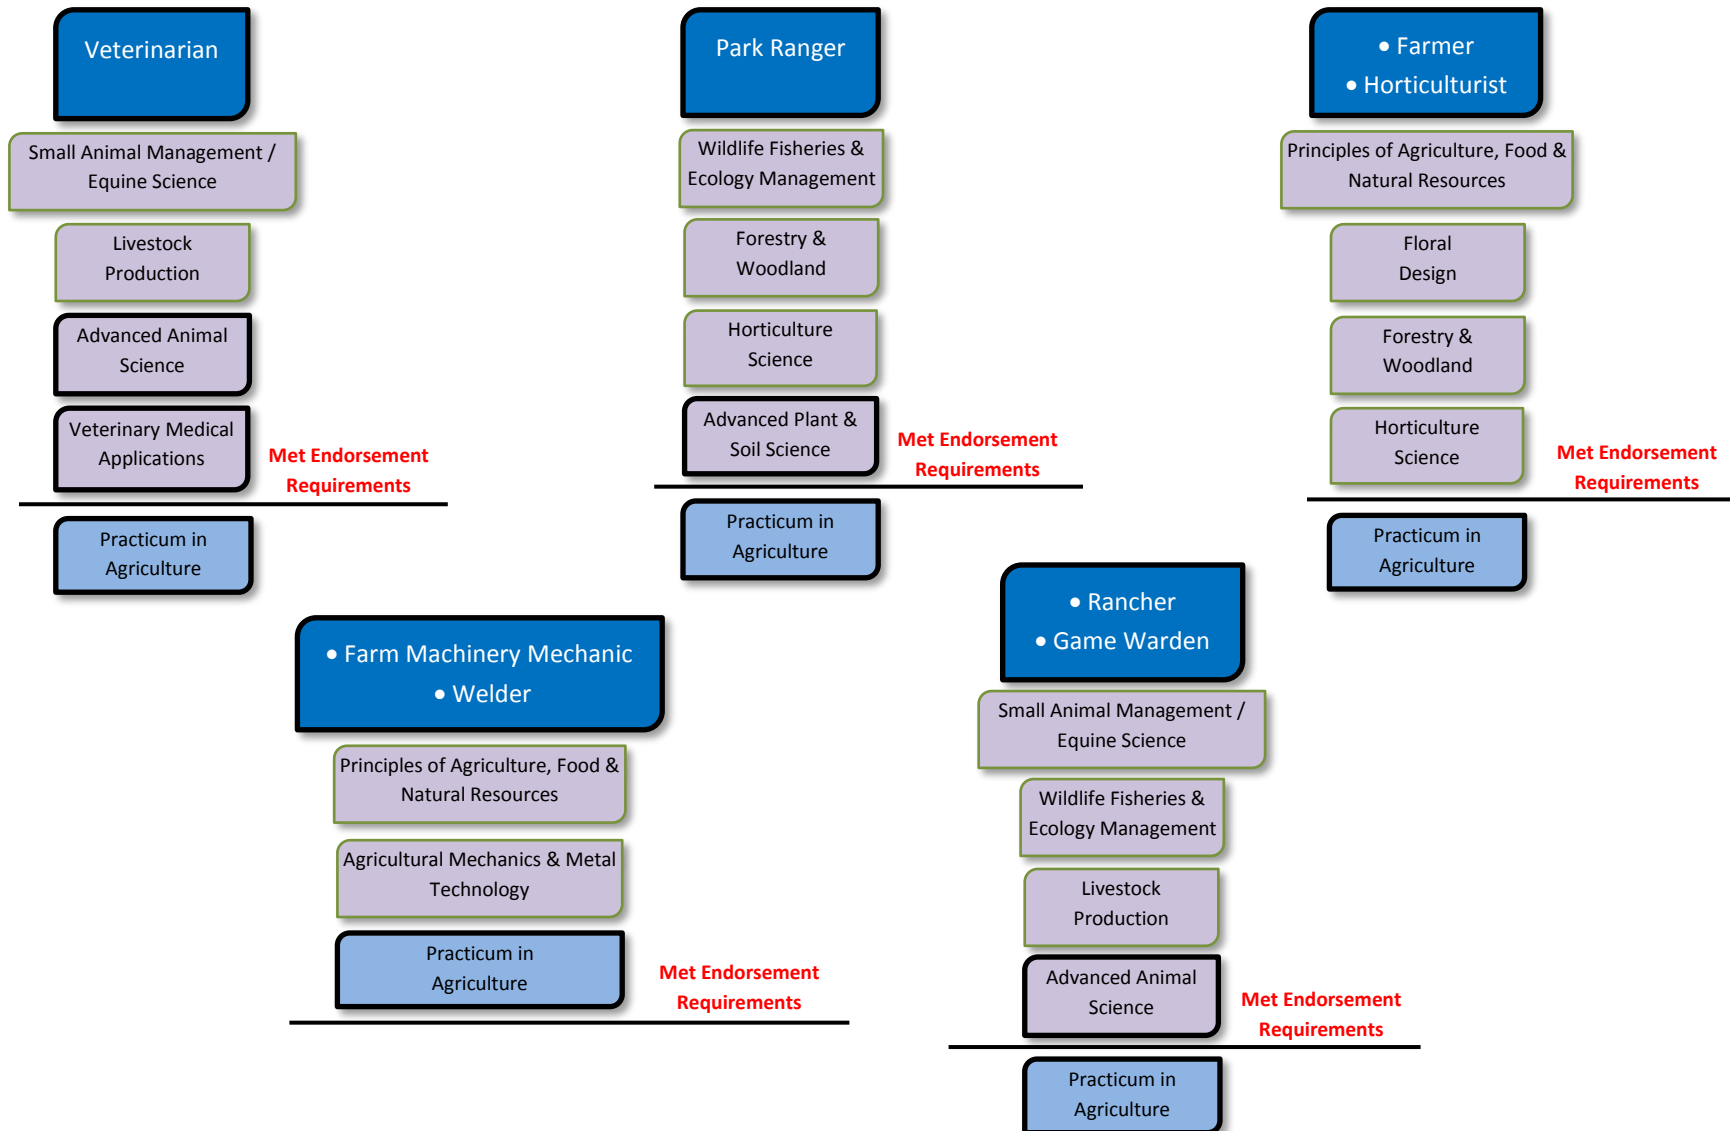 Veterinarian
Small Animal Management /
Equine Science
Livestock
Production
Advanced Animal
Science
Veterinary Medical
Applications
Met Endorsement
Requirements
Practicum in
Agriculture
Park Ranger
Wildlife Fisheries &
Ecology Management
Forestry &
Woodland
Horticulture
Science
Advanced Plant &
Soil Science
Met Endorsement
Requirements
Practicum in
Agriculture
• Farmer
• Horticulturist
Principles of Agriculture, Food &
Natural Resources
Floral
Design
Forestry &
Woodland
Horticulture
Science
Met Endorsement
Requirements
Practicum in
Agriculture
• Farm Machinery Mechanic
• Welder
Principles of Agriculture, Food &
Natural Resources
Agricultural Mechanics & Metal
Technology
Practicum in
Agriculture
Met Endorsement
Requirements
• Rancher
• Game Warden
Small Animal Management /
Equine Science
Wildlife Fisheries &
Ecology Management
Livestock
Production
Advanced Animal
Science
Met Endorsement
Requirements
Practicum in
Agriculture